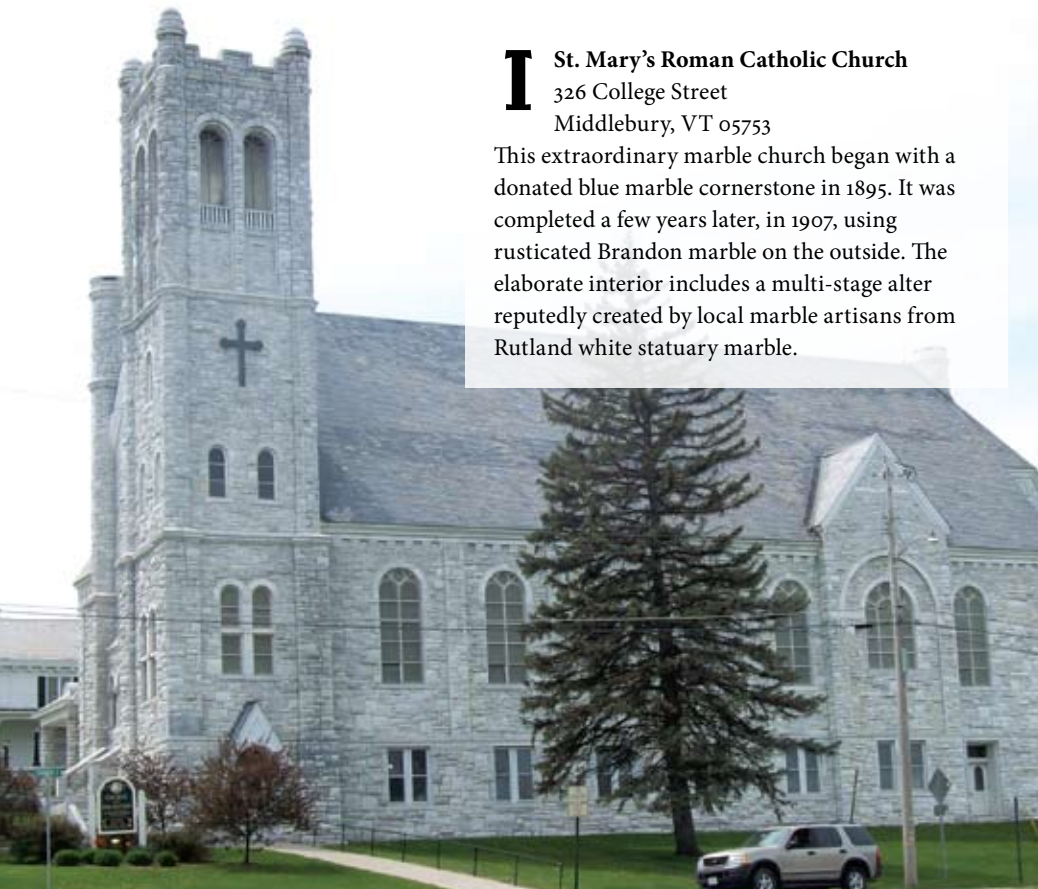 I
St. Mary’s Roman Catholic Church
326 College Street
Middlebury, VT 05753
This extraordinary marble church began with a
donated blue marble cornerstone in 1895. It was
completed a few years later, in 1907, using
rusticated Brandon marble on the outside. The
elaborate interior includes a multi-stage alter
reputedly created by local marble artisans from
Rutland white statuary marble.